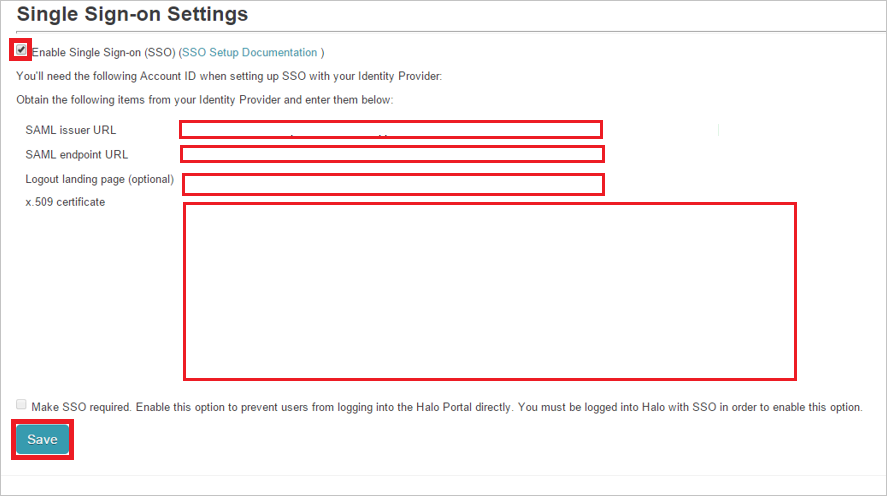 Single Sign-on Settings
Enable Single Sign-on (SSO) (SSO Setup Documentation )
You'll need the following Account ID when setting up SSO with your Identity Provider:
Obtain the following items from your Identity Provider and enter them below:
SAML issuer URL
SAML endpoint URL
Logout landing page (optional)
x.509 certificate
Make SSO required. Enable this option to prevent users from logging into the Halo Portal directly. You must be logged into Halo with SSO in order to enable this option.
Save